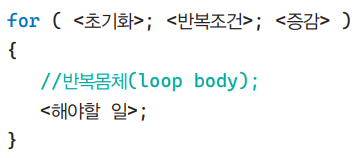 for ( <초기화>; <반복조건>; <증감> )
{
//반복몸체(loop body);
<해야할 일>;
}